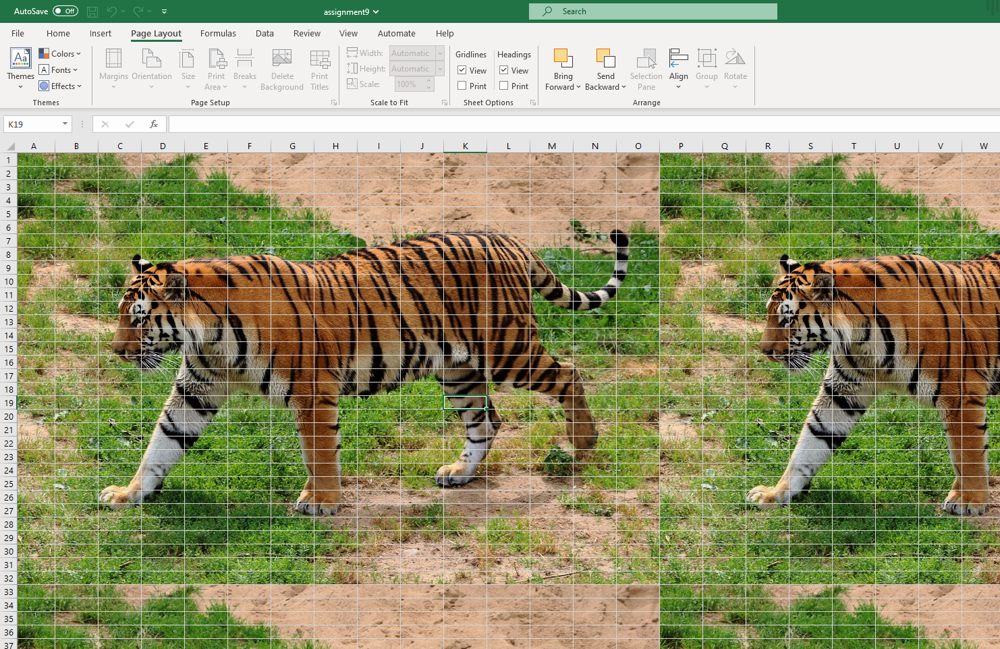 AutoSave Off assignment9 Search
File Home Insert Page Layout Formulas Data Review View Automate Help
Themes
Colors
Fonts
Effects
Themes
Margins Orientation Size Print Area Breaks Delete Background Print Titles
Page Setup
Width: Automatic
Height: Automatic
Scale: 100%
Scale to Fit
Gridlines Headings
View View
Print Print
Sheet Options
Bring Forward Send Backward Selection Pane Align Group Rotate
Arrange
K19 fx
A B C D E F G H I J K L M N O P Q R S T U V W
1
2
3
4
5
6
7
8
9
10
11
12
13
14
15
16
17
18
19
20
21
22
23
24
25
26
27
28
29
30
31
32
33
34
35
36
37